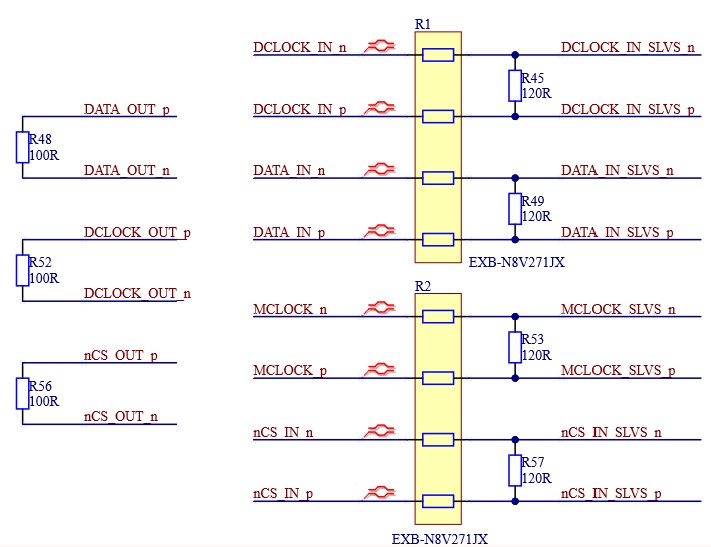 DATA_OUT_p
R48
100R
DATA_OUT_n
DCLOCK_OUT_p
R52
100R
DCLOCK_OUT_n
nCS_OUT_p
R56
100R
nCS_OUT_n
R1
DCLOCK_IN_n
DCLOCK_IN_SLVS_n
R45
120R
DCLOCK_IN_p
DCLOCK_IN_SLVS_p
DATA_IN_n
DATA_IN_SLVS_n
R49
120R
DATA_IN_p
DATA_IN_SLVS_p
EXB-N8V271JX
R2
MCLOCK_n
MCLOCK_SLVS_n
R53
120R
MCLOCK_p
MCLOCK_SLVS_p
nCS_IN_n
nCS_IN_SLVS_n
R57
120R
nCS_IN_p
nCS_IN_SLVS_p
EXB-N8V271JX